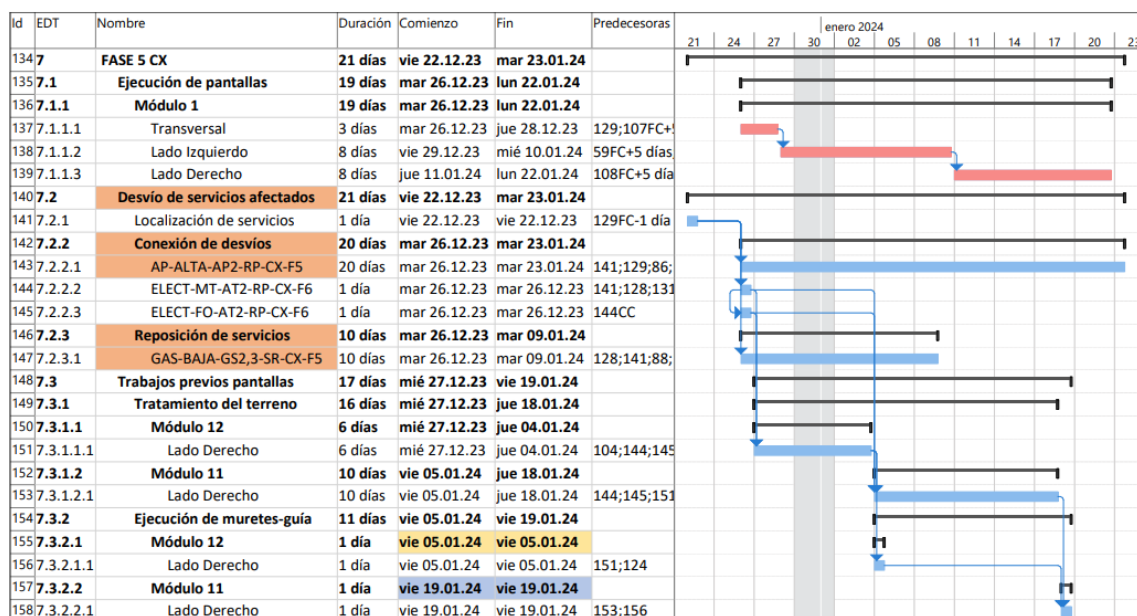 Id EDT Nombre Duración Comienzo Fin Predecesoras
enero 2024
21 24 27 30 02 05 08 11 14 17 20 23
134 7 FASE 5 CX 21 días vie 22.12.23 mar 23.01.24
135 7.1 Ejecución de pantallas 19 días mar 26.12.23 lun 22.01.24
136 7.1.1 Módulo 1 19 días mar 26.12.23 lun 22.01.24
137 7.1.1.1 Transversal 3 días mar 26.12.23 jue 28.12.23 129;107FC+5
138 7.1.1.2 Lado Izquierdo 8 días vie 29.12.23 mié 10.01.24 59FC+5 días,
139 7.1.1.3 Lado Derecho 8 días jue 11.01.24 lun 22.01.24 108FC+5 día
140 7.2 Desvío de servicios afectados 21 días vie 22.12.23 mar 23.01.24
141 7.2.1 Localización de servicios 1 día vie 22.12.23 vie 22.12.23 129FC-1 día
142 7.2.2 Conexión de desvíos 20 días mar 26.12.23 mar 23.01.24
143 7.2.2.1 AP-ALTA-AP2-RP-CX-F5 20 días mar 26.12.23 mar 23.01.24 141;129;86;
144 7.2.2.2 ELECT-MT-AT2-RP-CX-F6 1 día mar 26.12.23 mar 26.12.23 141;128;131
145 7.2.2.3 ELECT-FO-AT2-RP-CX-F6 1 día mar 26.12.23 mar 26.12.23 144CC
146 7.2.3 Reposición de servicios 10 días mar 26.12.23 mar 09.01.24
147 7.2.3.1 GAS-BAJA-GS2,3-SR-CX-F5 10 días mar 26.12.23 mar 09.01.24 128;141;88;
148 7.3 Trabajos previos pantallas 17 días mié 27.12.23 vie 19.01.24
149 7.3.1 Tratamiento del terreno 16 días mié 27.12.23 jue 18.01.24
150 7.3.1.1 Módulo 12 6 días mié 27.12.23 jue 04.01.24
151 7.3.1.1.1 Lado Derecho 6 días mié 27.12.23 jue 04.01.24 104;144;145
152 7.3.1.2 Módulo 11 10 días vie 05.01.24 jue 18.01.24
153 7.3.1.2.1 Lado Derecho 10 días vie 05.01.24 jue 18.01.24 144;145;151
154 7.3.2 Ejecución de muretes-guía 11 días vie 05.01.24 vie 19.01.24
155 7.3.2.1 Módulo 12 1 día vie 05.01.24 vie 05.01.24
156 7.3.2.1.1 Lado Derecho 1 día vie 05.01.24 vie 05.01.24 151;124
157 7.3.2.2 Módulo 11 1 día vie 19.01.24 vie 19.01.24
158 7.3.2.2.1 Lado Derecho 1 día vie 19.01.24 vie 19.01.24 153;156